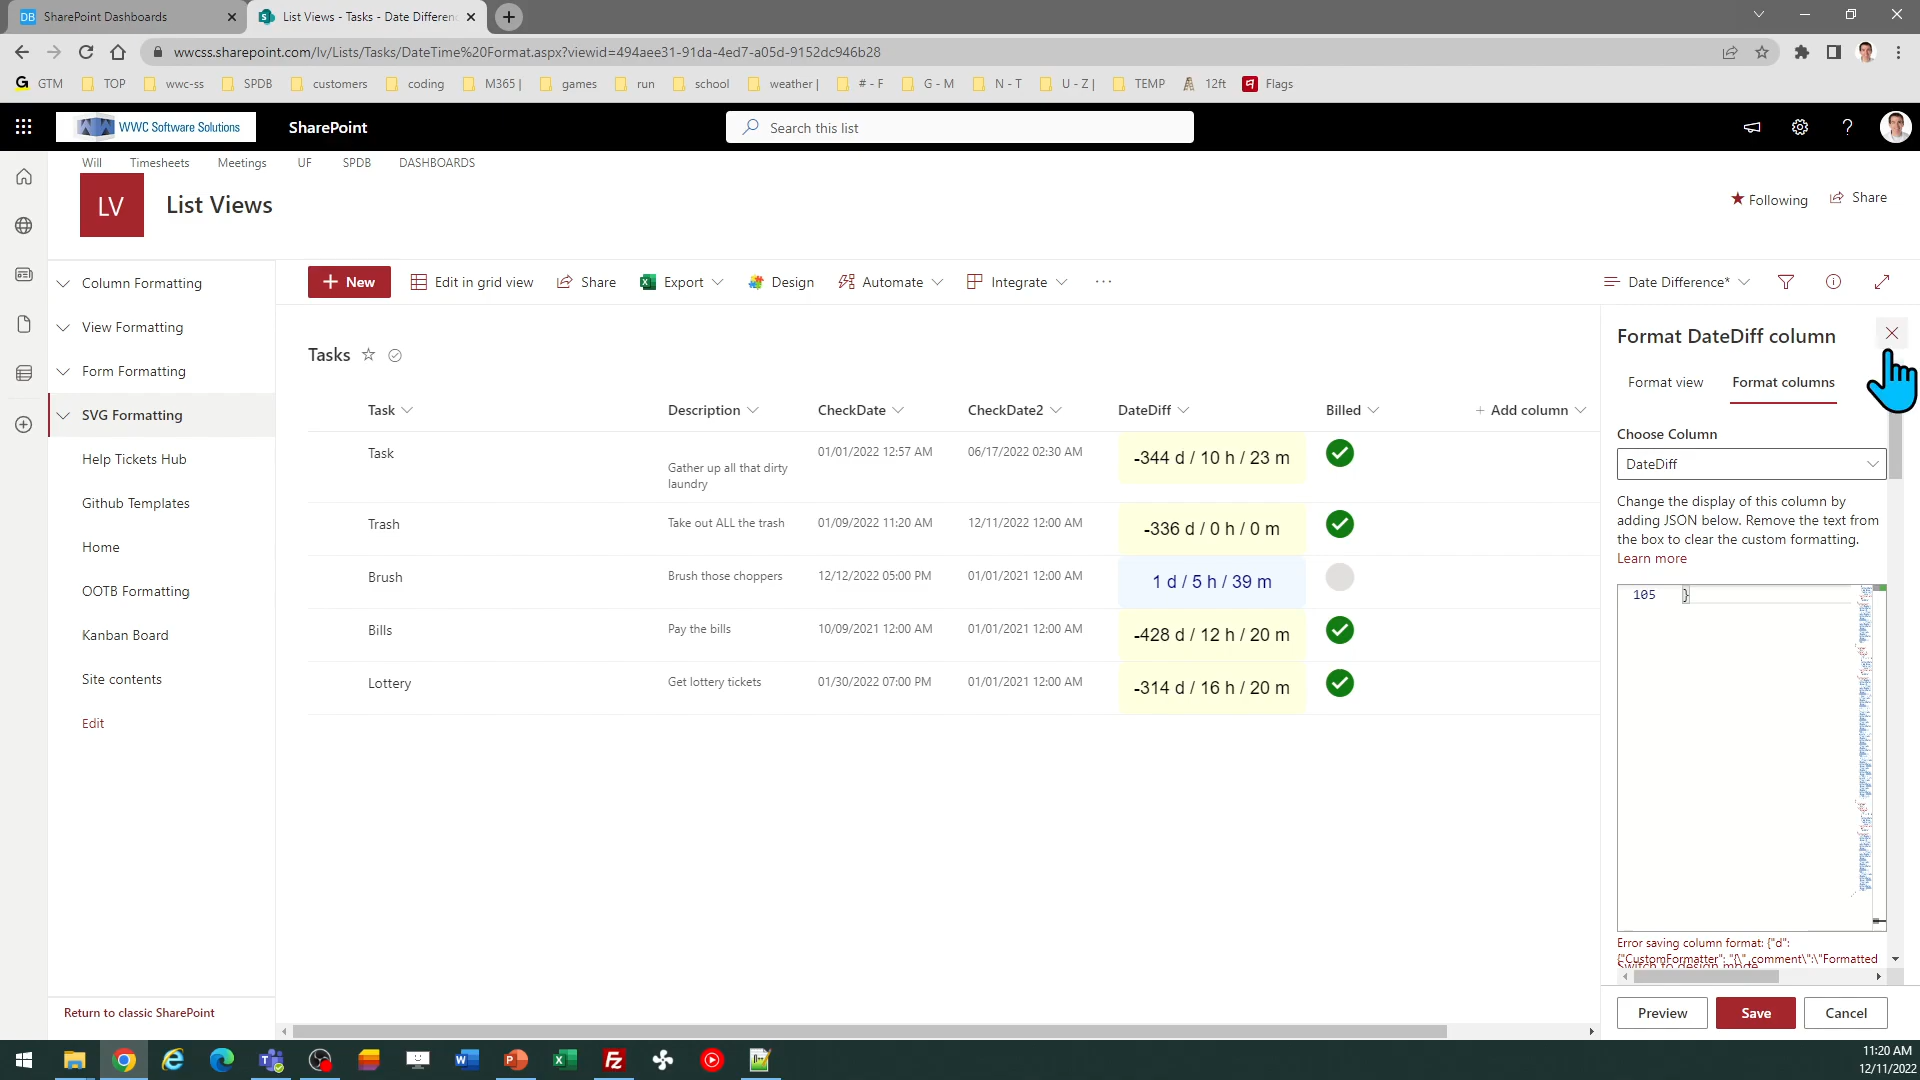 DB SharePoint Dashboards
List Views - Tasks - Date Differenc
wwcss.sharepoint.com/lv/Lists/Tasks/DateTime%20Format.aspx?viewid=494aee31-91da-4ed7-a05d-9152dc946b28
G GTM TOP wwc-ss SPDB customers coding M365 | games run school weather | # - F G - M N - T U - Z | TEMP 12ft Flags
WWC Software Solutions SharePoint Search this list
Will Timesheets Meetings UF SPDB DASHBOARDS
LV List Views
Following Share
Column Formatting
View Formatting
Form Formatting
SVG Formatting
Help Tickets Hub
Github Templates
Home
OOTB Formatting
Kanban Board
Site contents
Edit
Return to classic SharePoint
+ New Edit in grid view Share Export Design Automate Integrate ... Date Difference*
Tasks
Task Description CheckDate CheckDate2 DateDiff Billed + Add column
Task Gather up all that dirty laundry 01/01/2022 12:57 AM 06/17/2022 02:30 AM -344 d / 10 h / 23 m
Trash Take out ALL the trash 01/09/2022 11:20 AM 12/11/2022 12:00 AM -336 d / 0 h / 0 m
Brush Brush those choppers 12/12/2022 05:00 PM 01/01/2021 12:00 AM 1 d / 5 h / 39 m
Bills Pay the bills 10/09/2021 12:00 AM 01/01/2021 12:00 AM -428 d / 12 h / 20 m
Lottery Get lottery tickets 01/30/2022 07:00 PM 01/01/2021 12:00 AM -314 d / 16 h / 20 m
Format DateDiff column
Format view Format columns
Choose Column
DateDiff
Change the display of this column by
adding JSON below. Remove the text from
the box to clear the custom formatting.
Learn more
105 }
Error saving column format: {"d":
{"CustomFormatter": "{\"_comment\":\"Formatted
Switch to design mode
Preview Save Cancel
11:20 AM
12/11/2022